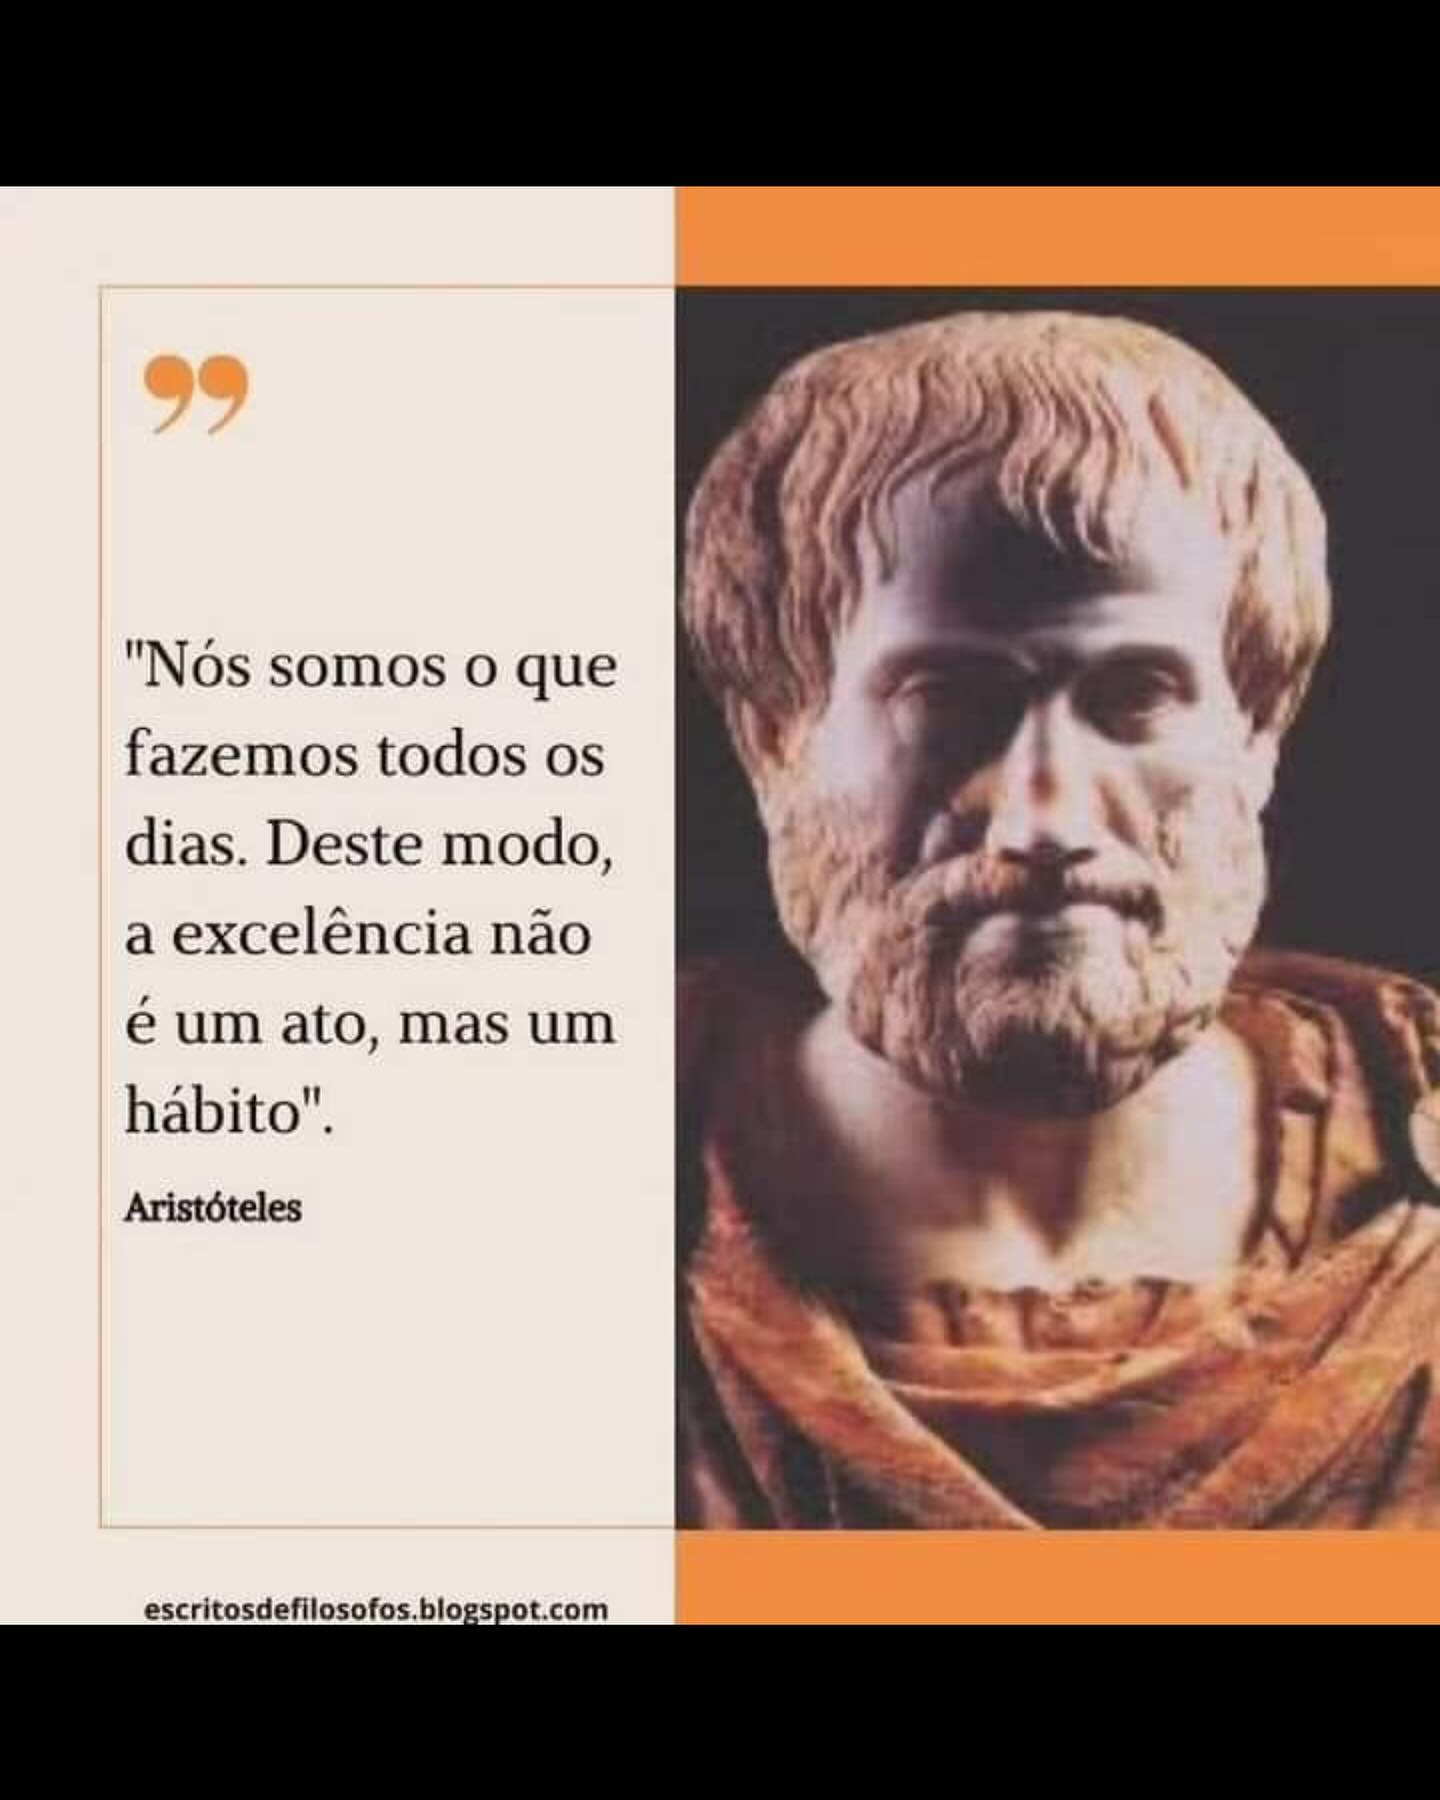 "Nós somos o que
fazemos todos os
dias. Deste modo,
a excelência não
é um ato, mas um
hábito".
Aristóteles
escritosdefilosofos.blogspot.com